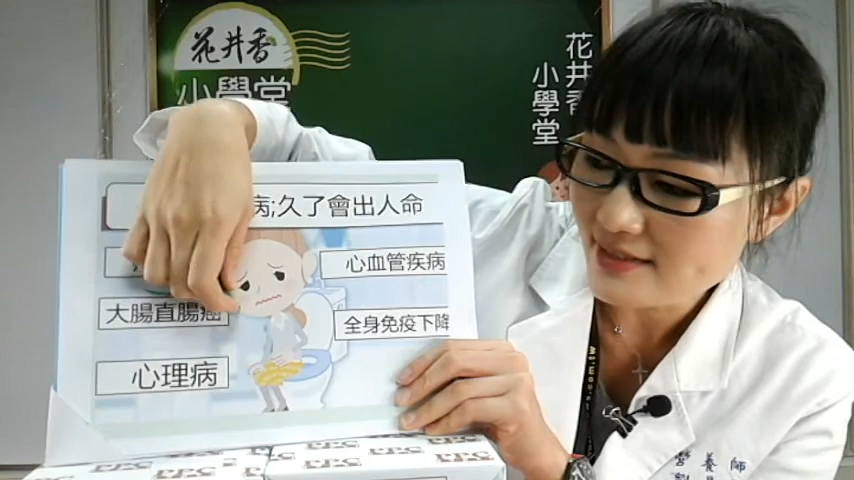 花井香
小學堂
花井香
小學堂
病;久了會出人命
心血管疾病
大腸直腸癌
全身免疫下降
心理病
PPC
營養師